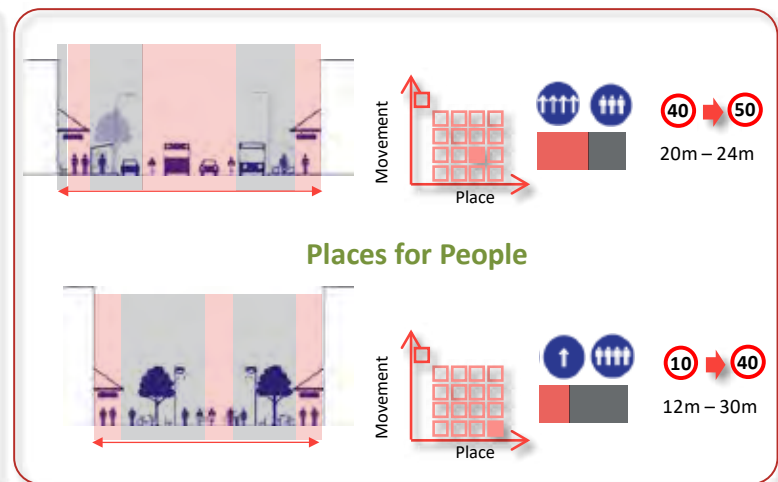 Movement
Place
40
50
20m – 24m
Places for People
Movement
Place
10
40
12m – 30m